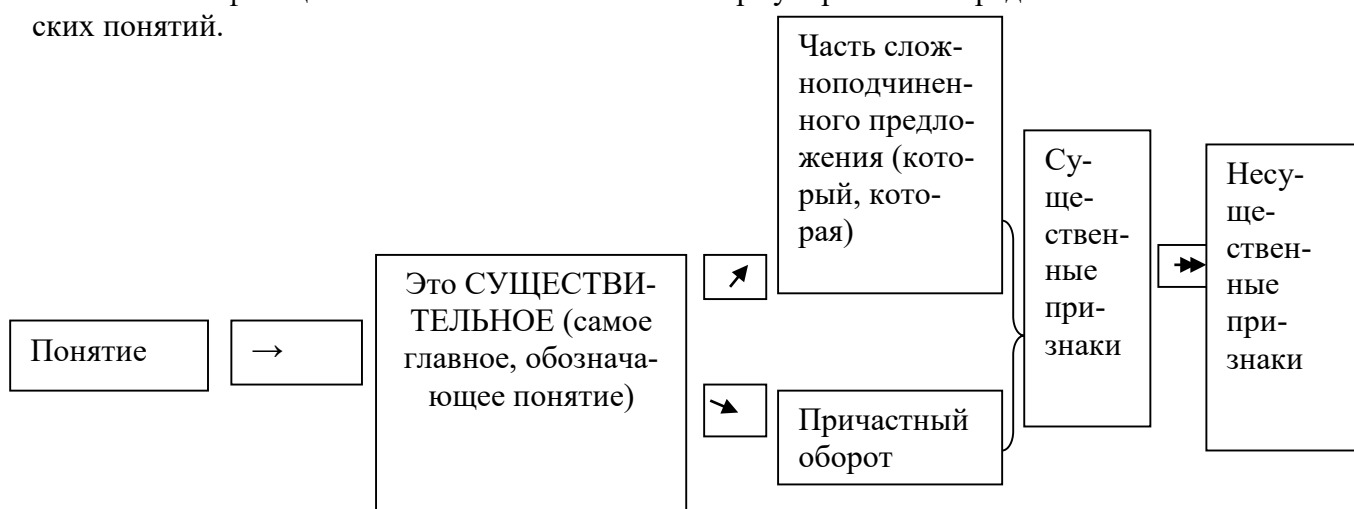 ских понятий.
Понятие
→
Это СУЩЕСТВИ-
ТЕЛЬНОЕ (самое
главное, обознача-
ющее понятие)
Часть слож-
ноподчинен-
ного предло-
жения (кото-
рый, кото-
рая)
Причастный
оборот
Су-
ще-
ствен-
ные
при-
знаки
Несу-
ще-
ствен-
ные
при-
знаки